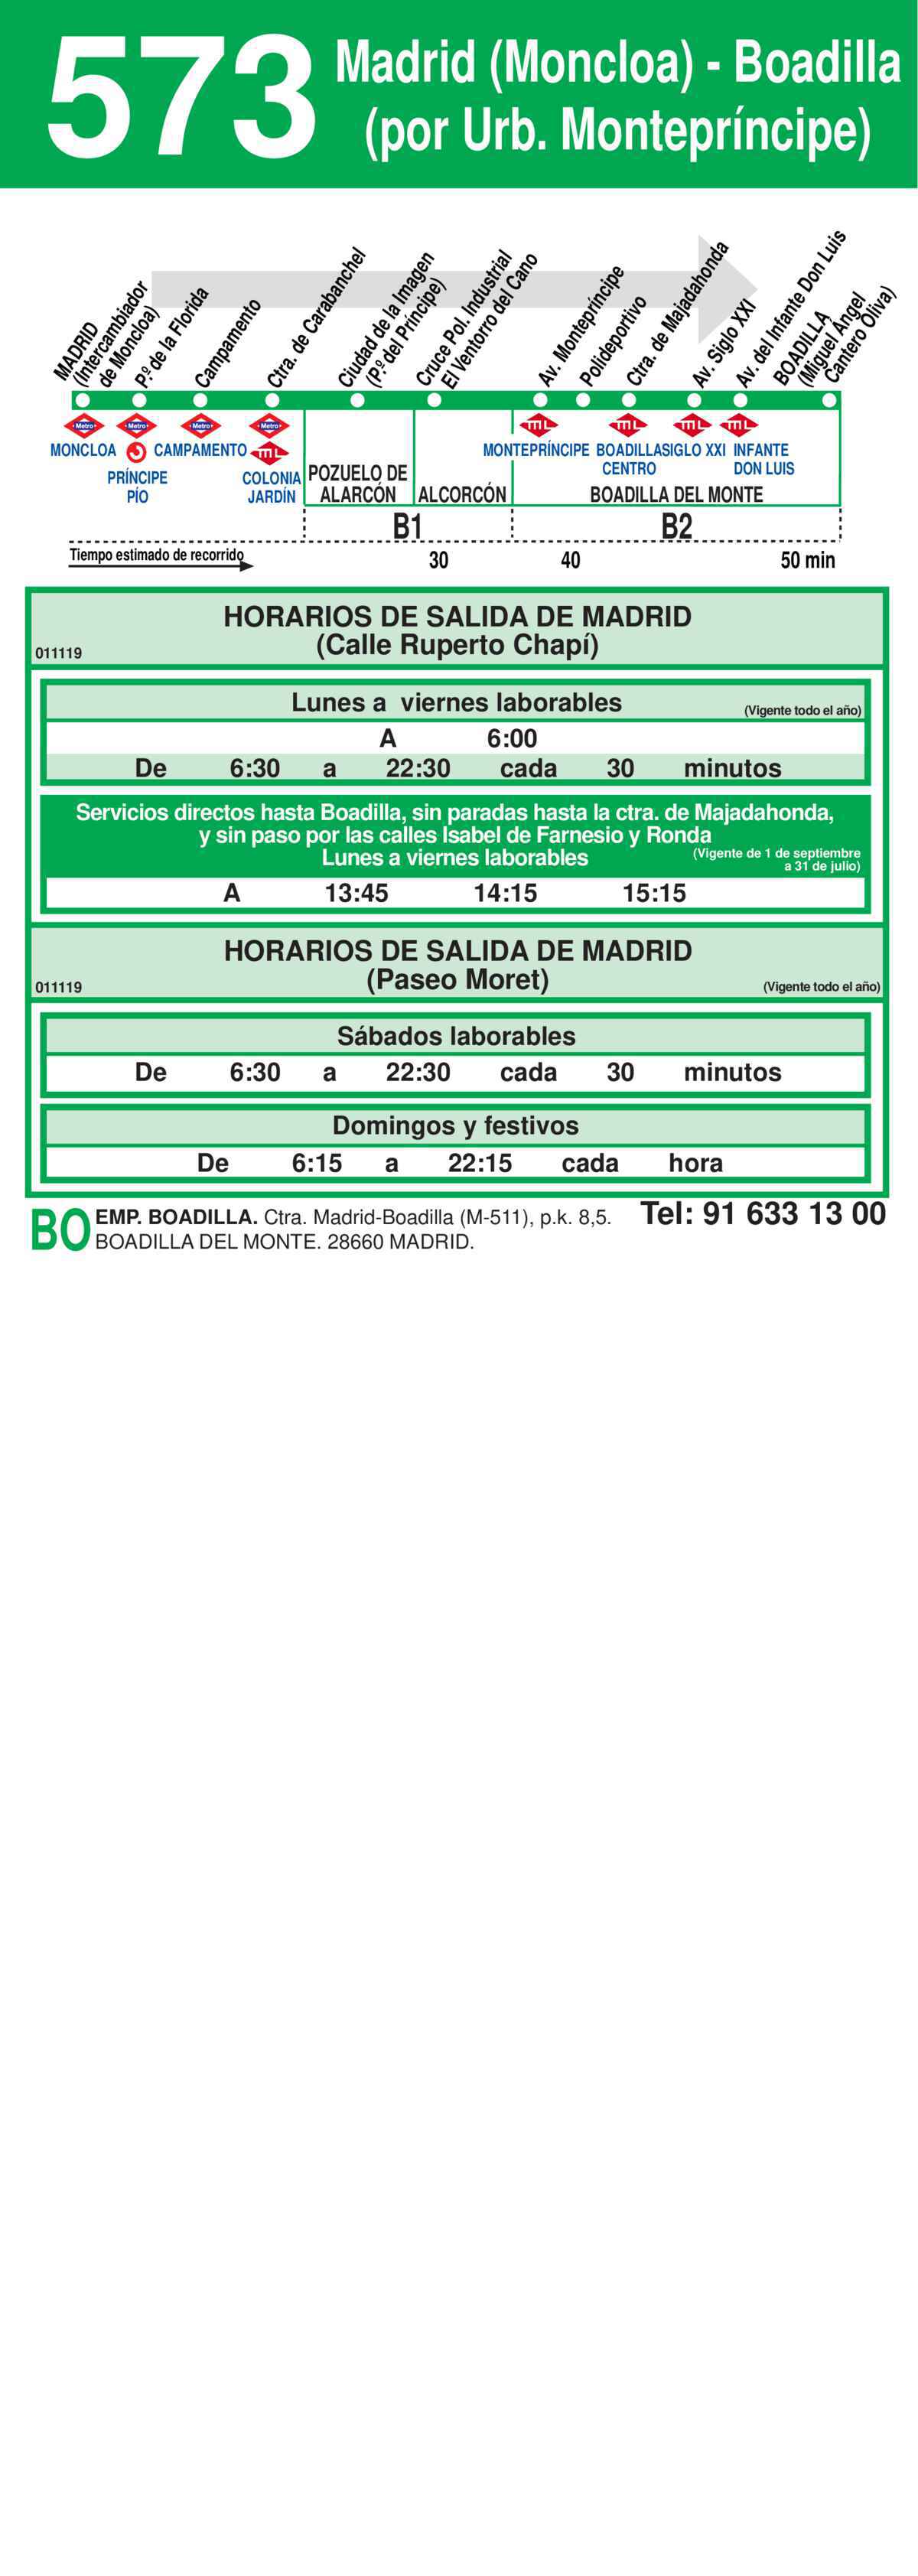 573
Madrid (Moncloa) - Boadilla
(por Urb. Montepríncipe)
MADRID
(Intercambiador
de Moncloa)
P.º de la Florida
Campamento
Ctra. de Carabanchel
Ciudad de la Imagen
(P.º del Príncipe)
Cruce Pol. Industrial
El Ventorro del Cano
Av. Montepríncipe
Polideportivo
Ctra. de Majadahonda
Av. Siglo XXI
Av. del Infante Don Luis
BOADILLA
(Miguel Ángel
Cantero Oliva)
Metro Metro Metro Metro mL mL mL mL
MONCLOA CAMPAMENTO mL MONTEPRÍNCIPE BOADILLA SIGLO XXI INFANTE
PRÍNCIPE COLONIA POZUELO DE CENTRO DON LUIS
PÍO JARDÍN ALARCÓN ALCORCÓN BOADILLA DEL MONTE
B1 B2
Tiempo estimado de recorrido 30 40 50 min
HORARIOS DE SALIDA DE MADRID
(Calle Ruperto Chapí)
011119
Lunes a viernes laborables (Vigente todo el año)
A 6:00
De 6:30 a 22:30 cada 30 minutos
Servicios directos hasta Boadilla, sin paradas hasta la ctra. de Majadahonda,
y sin paso por las calles Isabel de Farnesio y Ronda
Lunes a viernes laborables (Vigente de 1 de septiembre
a 31 de julio)
A 13:45 14:15 15:15
HORARIOS DE SALIDA DE MADRID
(Paseo Moret)
011119 (Vigente todo el año)
Sábados laborables
De 6:30 a 22:30 cada 30 minutos
Domingos y festivos
De 6:15 a 22:15 cada hora
BO EMP. BOADILLA. Ctra. Madrid-Boadilla (M-511), p.k. 8,5. Tel: 91 633 13 00
BOADILLA DEL MONTE. 28660 MADRID.